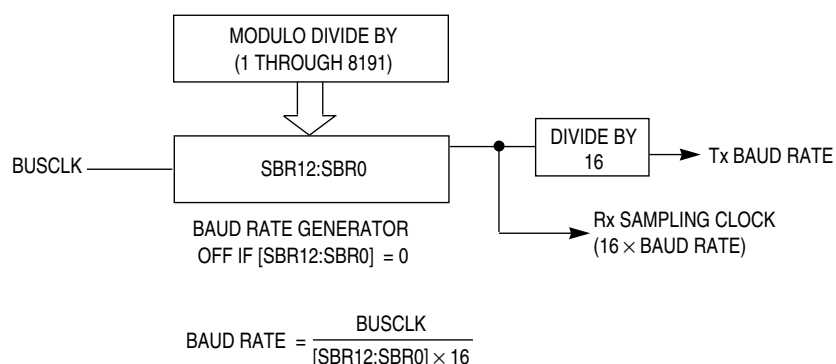 MODULO DIVIDE BY
(1 THROUGH 8191)
BUSCLK
SBR12:SBR0
DIVIDE BY
16
Tx BAUD RATE
BAUD RATE GENERATOR
OFF IF [SBR12:SBR0] = 0
Rx SAMPLING CLOCK
(16 × BAUD RATE)
BAUD RATE = BUSCLK
[SBR12:SBR0] × 16